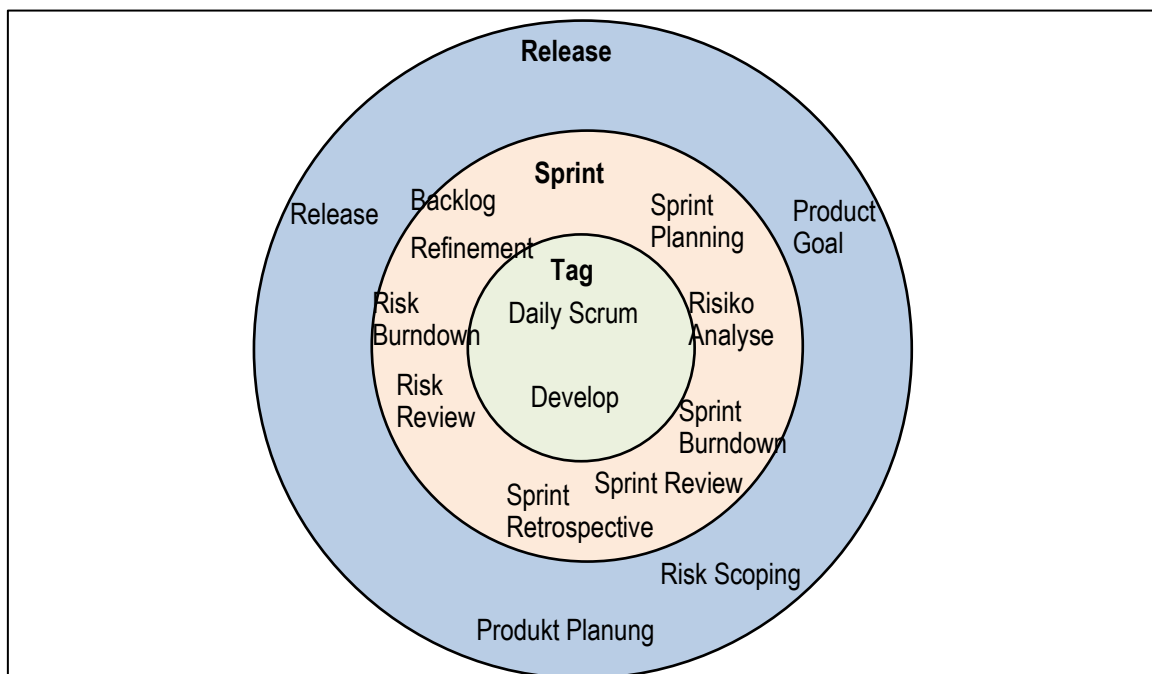 Release
Sprint
Backlog
Refinement
Sprint
Planning
Release
Product
Goal
Tag
Daily Scrum
Develop
Risk
Burndown
Risiko
Analyse
Risk
Review
Sprint
Burndown
Sprint Review
Sprint
Retrospective
Risk Scoping
Produkt Planung